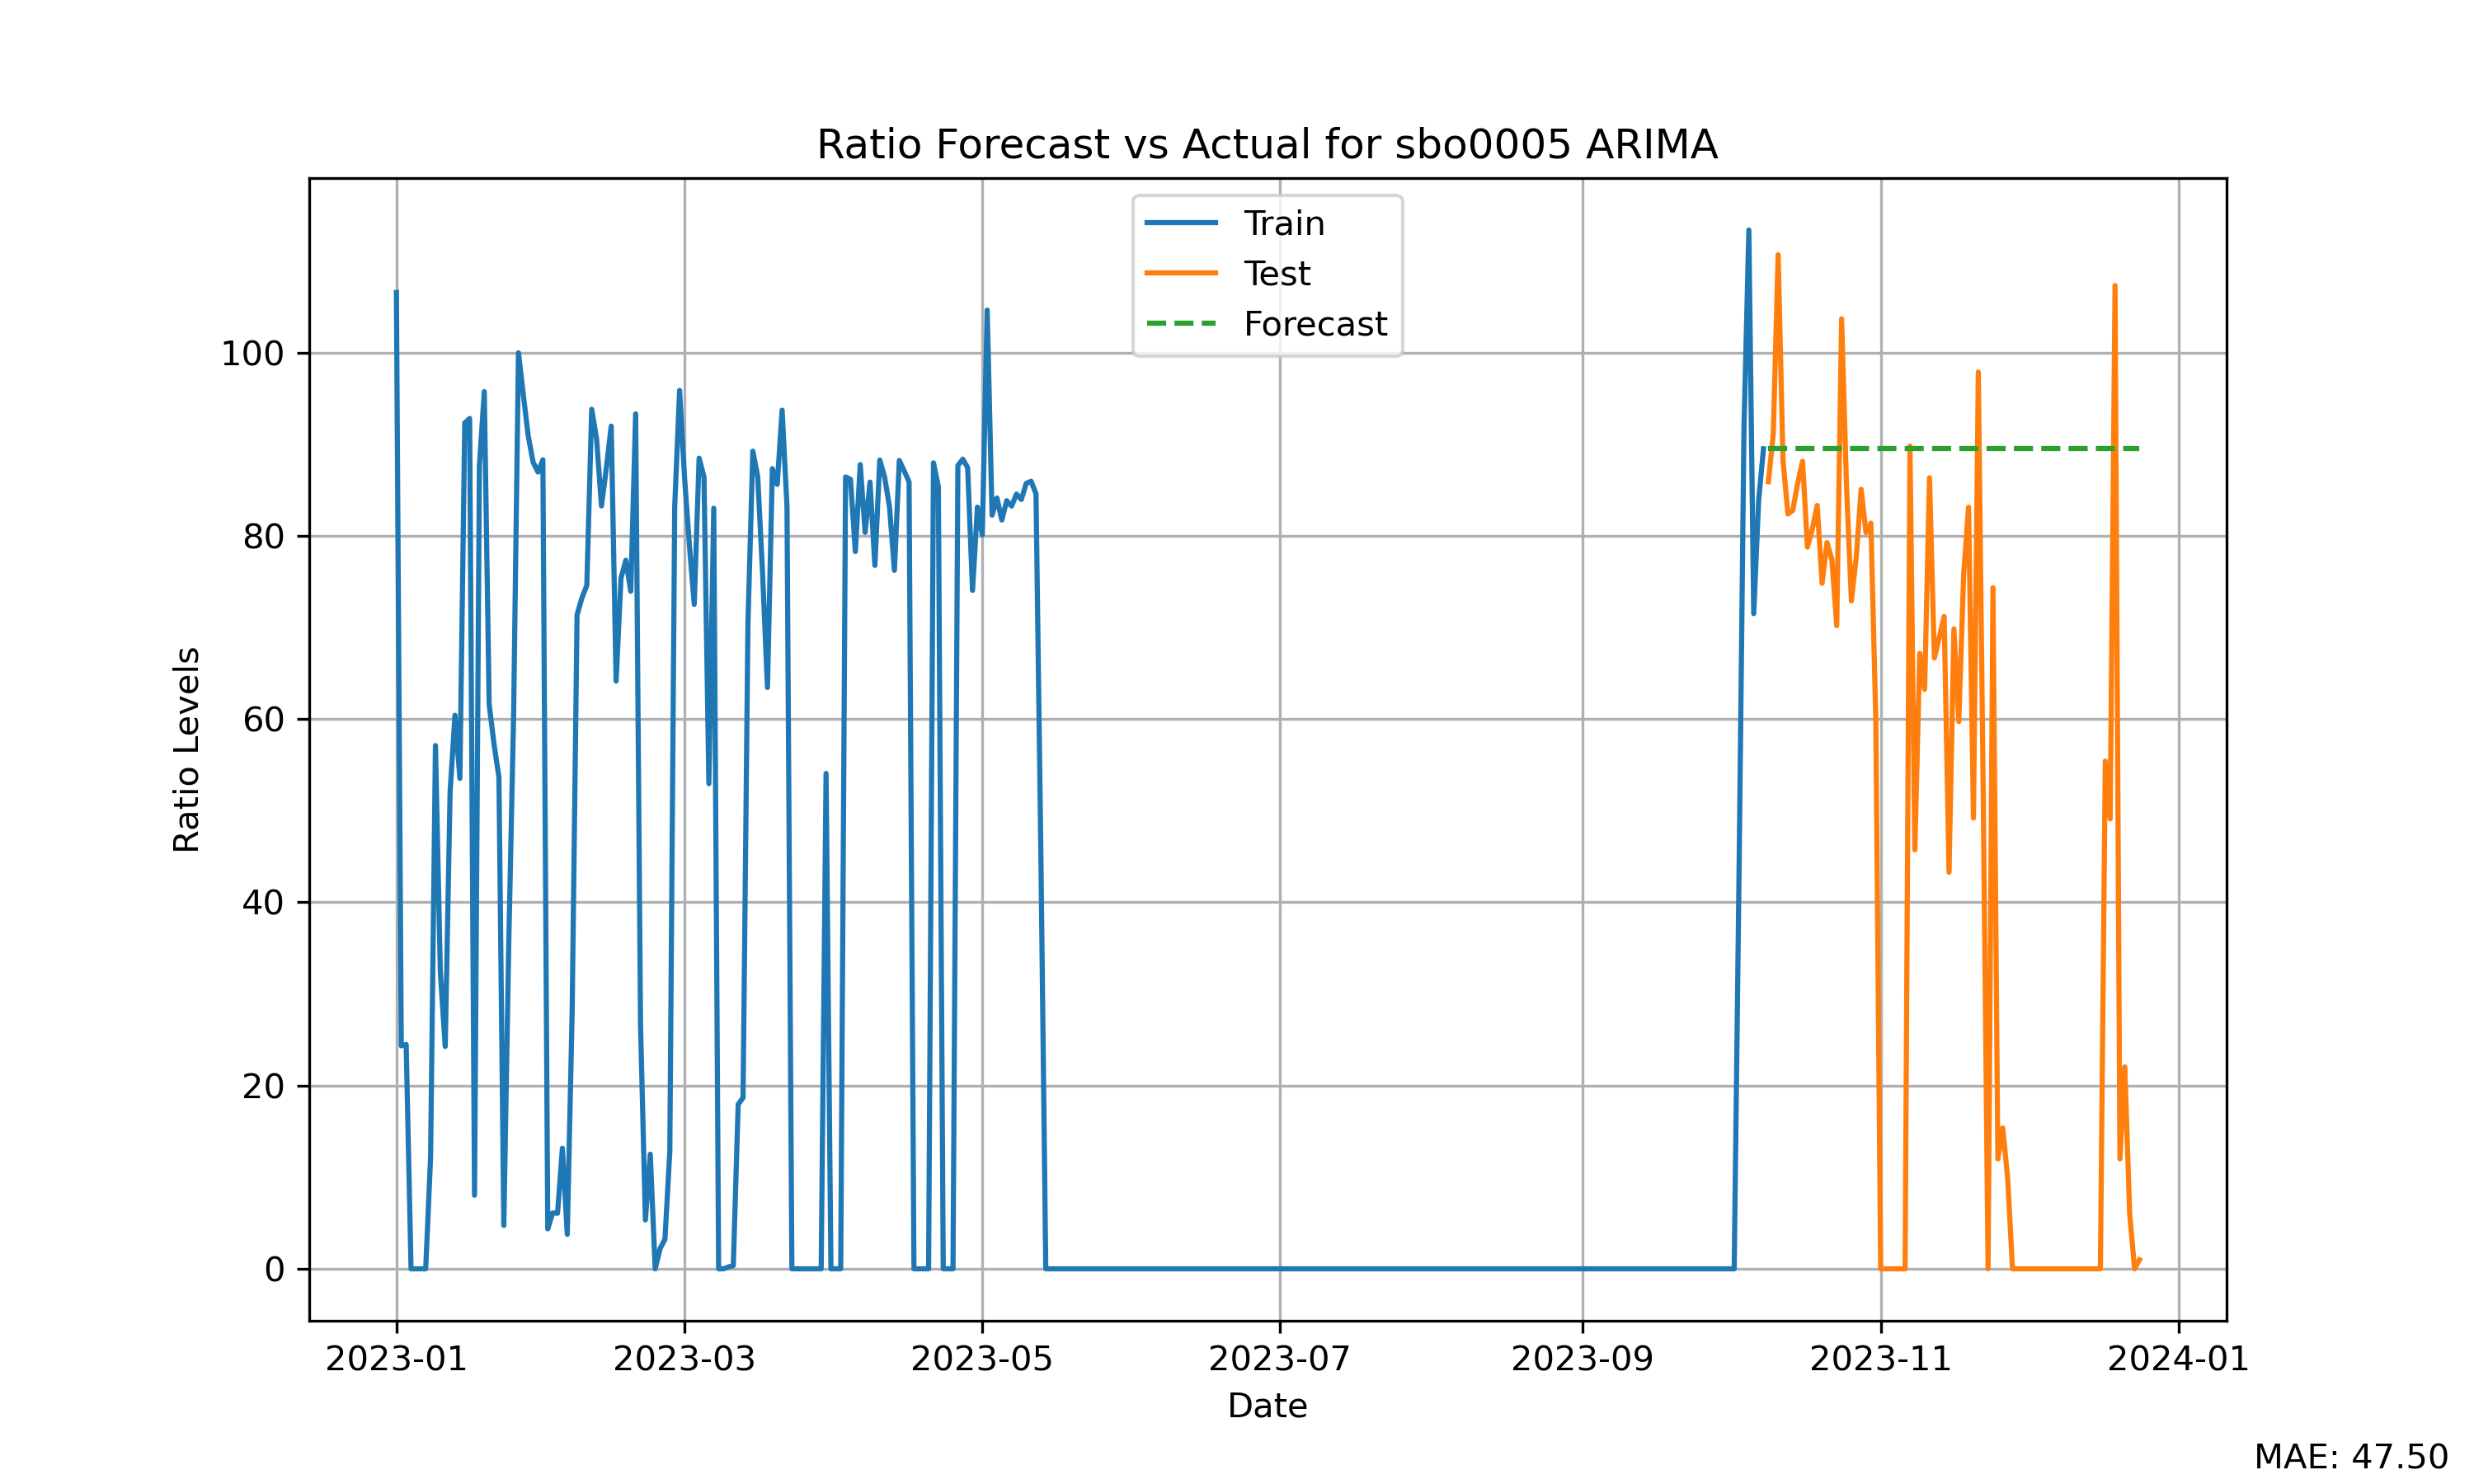 Ratio Forecast vs Actual for sbo0005 ARIMA
Train
Test
Forecast
Ratio Levels
100
80
60
40
20
0
2023-01 2023-03 2023-05 2023-07 2023-09 2023-11 2024-01
Date
MAE: 47.50